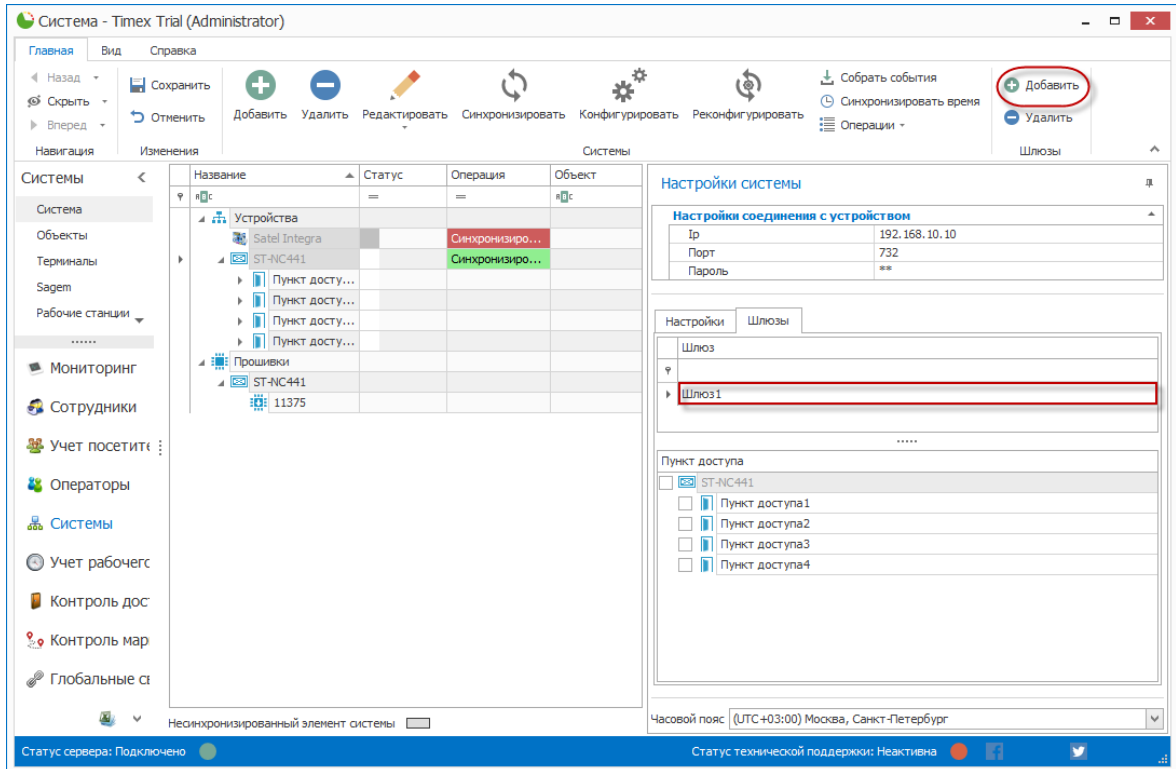 Система - Timex Trial (Administrator)
Главная Вид Справка
Назад
Скрыть
Вперед
Навигация
Сохранить
Отменить
Изменения
Добавить Удалить Редактировать Синхронизировать Конфигурировать Реконфигурировать
Собрать события
Синхронизировать время
Операции
Системы
Добавить
Удалить
Шлюзы
Системы
Система
Объекты
Терминалы
Sagem
Рабочие станции
Мониторинг
Сотрудники
Учет посетите
Операторы
Системы
Учет рабочего
Контроль дос
Контроль мар
Глобальные св
Название Статус Операция Объект
Устройства
Satel Integra Синхронизиро...
ST-NC441 Синхронизиро...
Пункт досту...
Пункт досту...
Пункт досту...
Пункт досту...
Прошивки
ST-NC441
11375
Несинхронизированный элемент системы
Настройки системы
Настройки соединения с устройством
Ip 192.168.10.10
Порт 732
Пароль **
Настройки Шлюзы
Шлюз
Шлюз1
Пункт доступа
ST-NC441
Пункт доступа1
Пункт доступа2
Пункт доступа3
Пункт доступа4
Часовой пояс (UTC+03:00) Москва, Санкт-Петербург
Статус сервера: Подключено
Статус технической поддержки: Неактивна